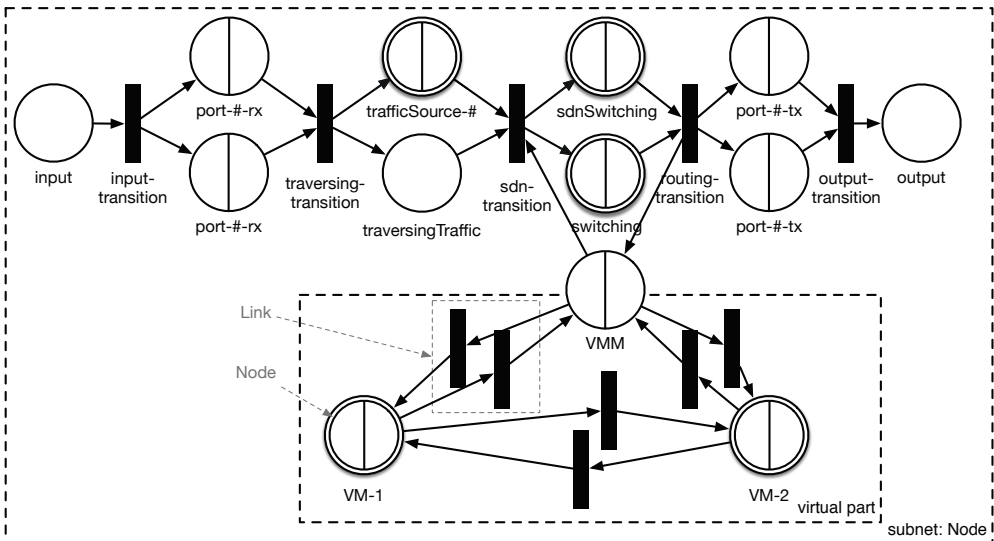 port-#-rx
trafficSource-#
sdnSwitching
port-#-tx
input
input-
transition
traversing-
transition
sdn-
transition
routing-
transition
output-
transition
output
port-#-rx
traversingTraffic
switching
port-#-tx
Link
VMM
Node
VM-1
VM-2
virtual part
subnet: Node